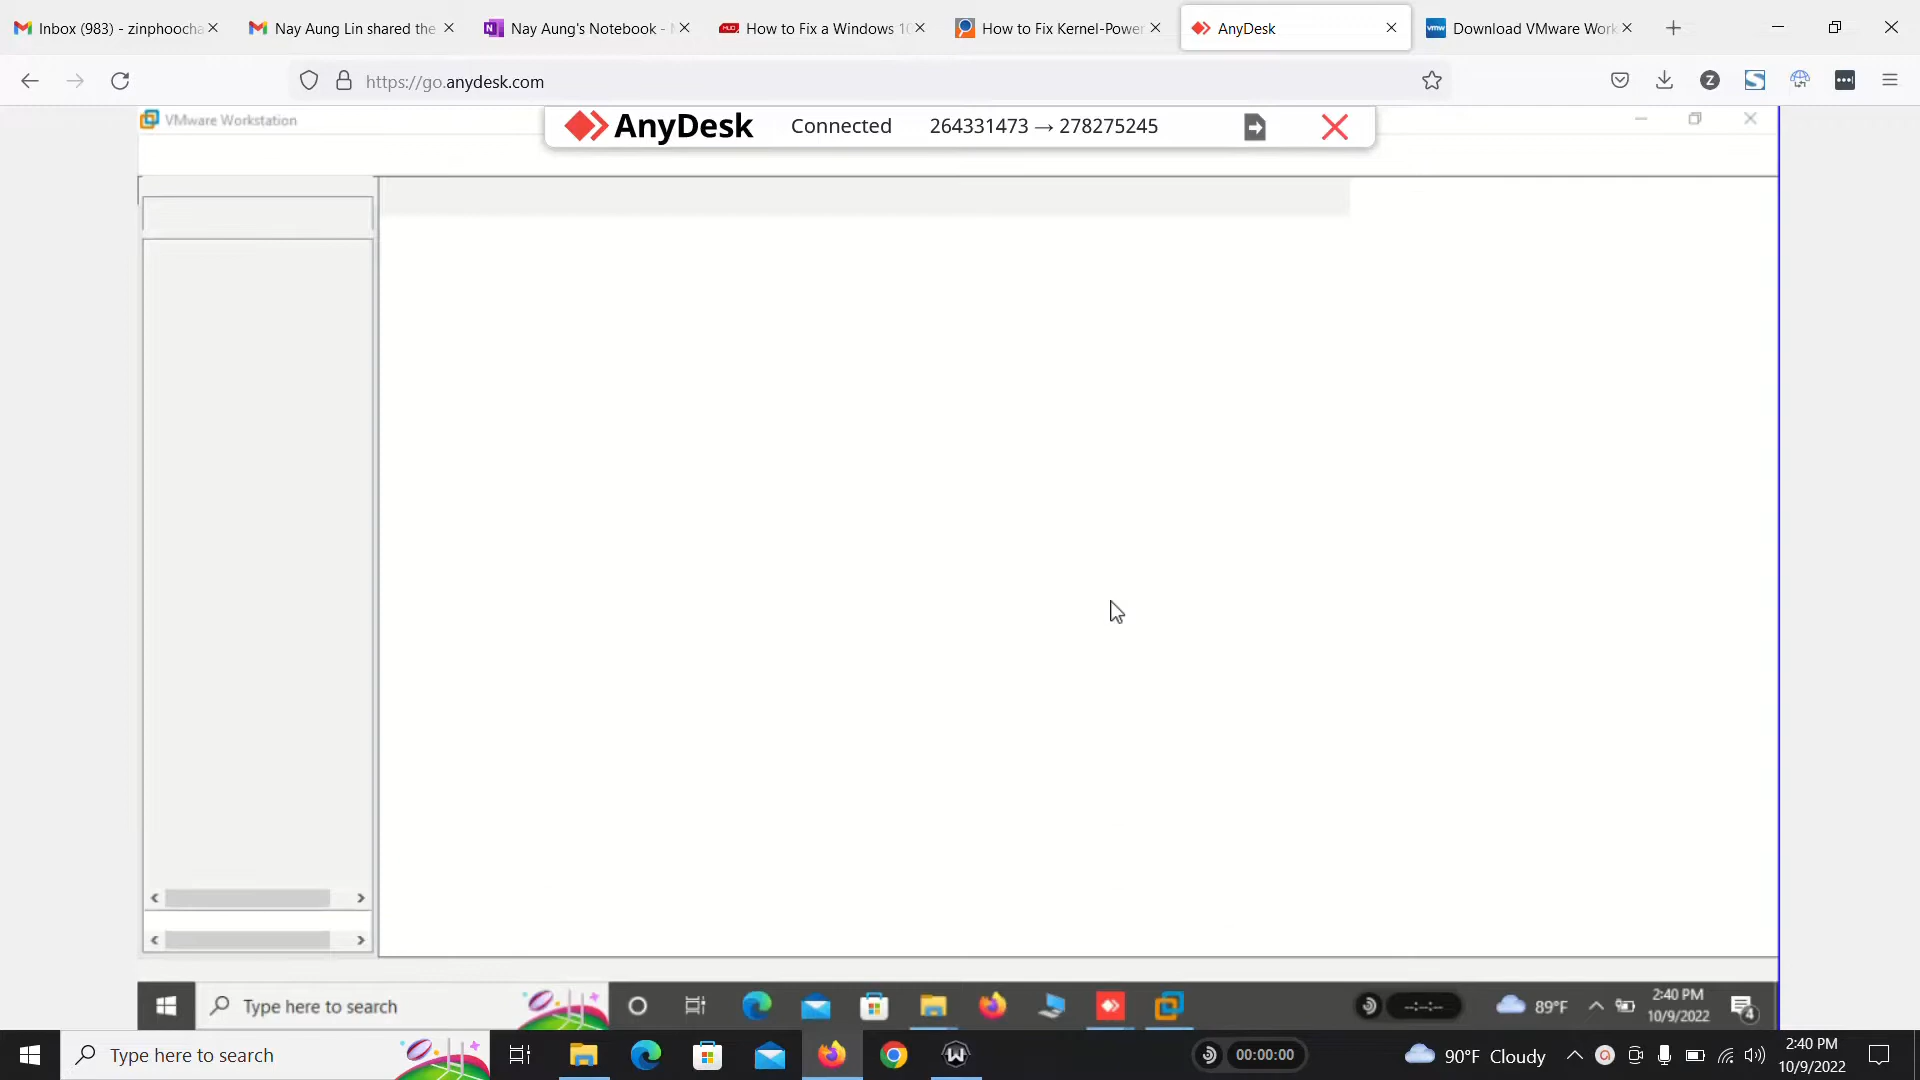 Inbox (983) - zinphoocha
Nay Aung Lin shared the
Nay Aung's Notebook -
How to Fix a Windows 10
How to Fix Kernel-Power
AnyDesk
Download VMware Work
https://go.anydesk.com
VMware Workstation
AnyDesk
Connected
264331473 → 278275245
Type here to search
--:--:--
89°F
2:40 PM
10/9/2022
4
Type here to search
00:00:00
90°F Cloudy
2:40 PM
10/9/2022